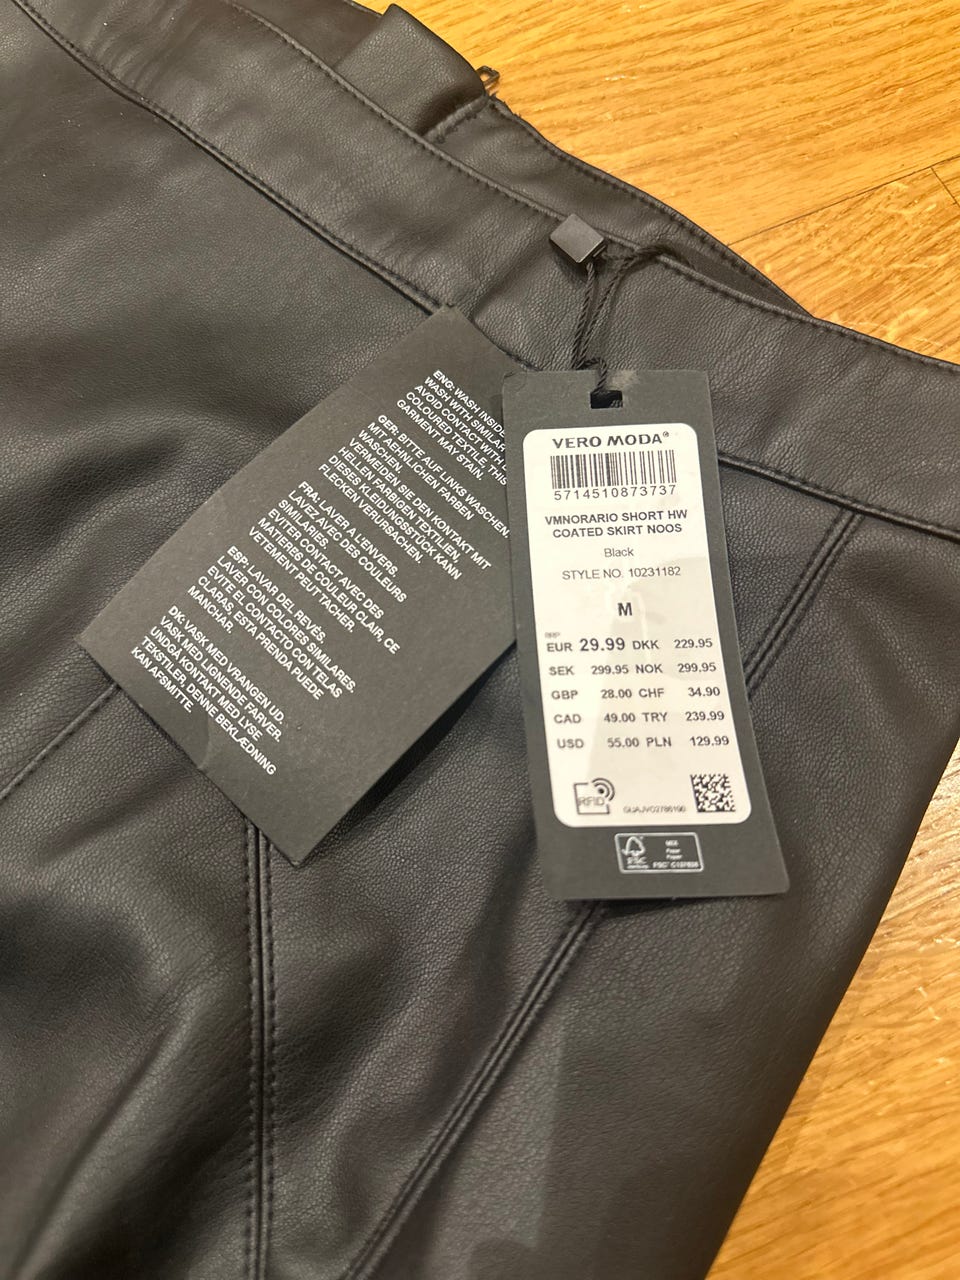 ENG: WASH INSIDE
WASH WITH SIMILAR
AVOID CONTACT WITH
COLOURED TEXTILE, THIS
GARMENT MAY STAIN.
GER: BITTE AUF LINKS WASCHEN.
MIT AEHNLICHEN FARBEN
WASCHEN.
VERMEIDEN SIE DEN KONTAKT MIT
HELLEN FARBIGEN TEXTILIEN
DIESES KLEIDUNGSSTÜCK KANN
FLECKEN VERURSACHEN.
FRA: LAVER A L'ENVERS.
LAVEZ AVEC DES COULEURS
SIMILAIRES.
EVITER CONTACT AVEC DES
MATIERES DE COULEUR CLAIR, CE
VETEMENT PEUT TACHER.
ESP: LAVAR DEL REVÉS.
LAVER CON COLORES SIMILARES.
EVITE EL CONTACTO CON TELAS
CLARAS, ESTA PRENDA PUEDE
MANCHAR.
DK: VASK MED VRANGEN UD.
VASK MED LIGNENDE FARVER.
UNDGÅ KONTAKT MED LYSE
TEKSTILER, DENNE BEKLÆDNING
KAN AFSMITTE.
VERO MODA®
5714510873737
VMNORARIO SHORT HW
COATED SKIRT NOOS
Black
STYLE NO. 10231182
M
RRP
EUR 29.99 DKK 229.95
SEK 299.95 NOK 299.95
GBP 28.00 CHF 34.90
CAD 49.00 TRY 239.99
USD 55.00 PLN 129.99
RFID
FSC
MIX
Paper